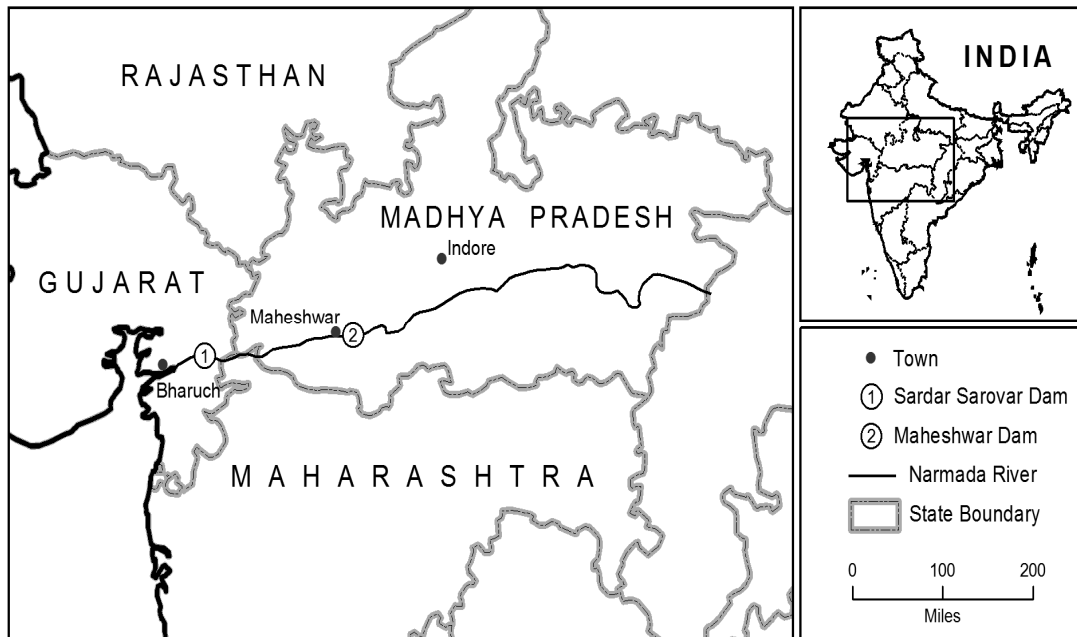 RAJASTHAN
MADHYA PRADESH
Indore
GUJARAT
Maheshwar
2
1
Bharuch
MAHARASHTRA
INDIA
Town
1 Sardar Sarovar Dam
2 Maheshwar Dam
Narmada River
State Boundary
0 100 200
Miles